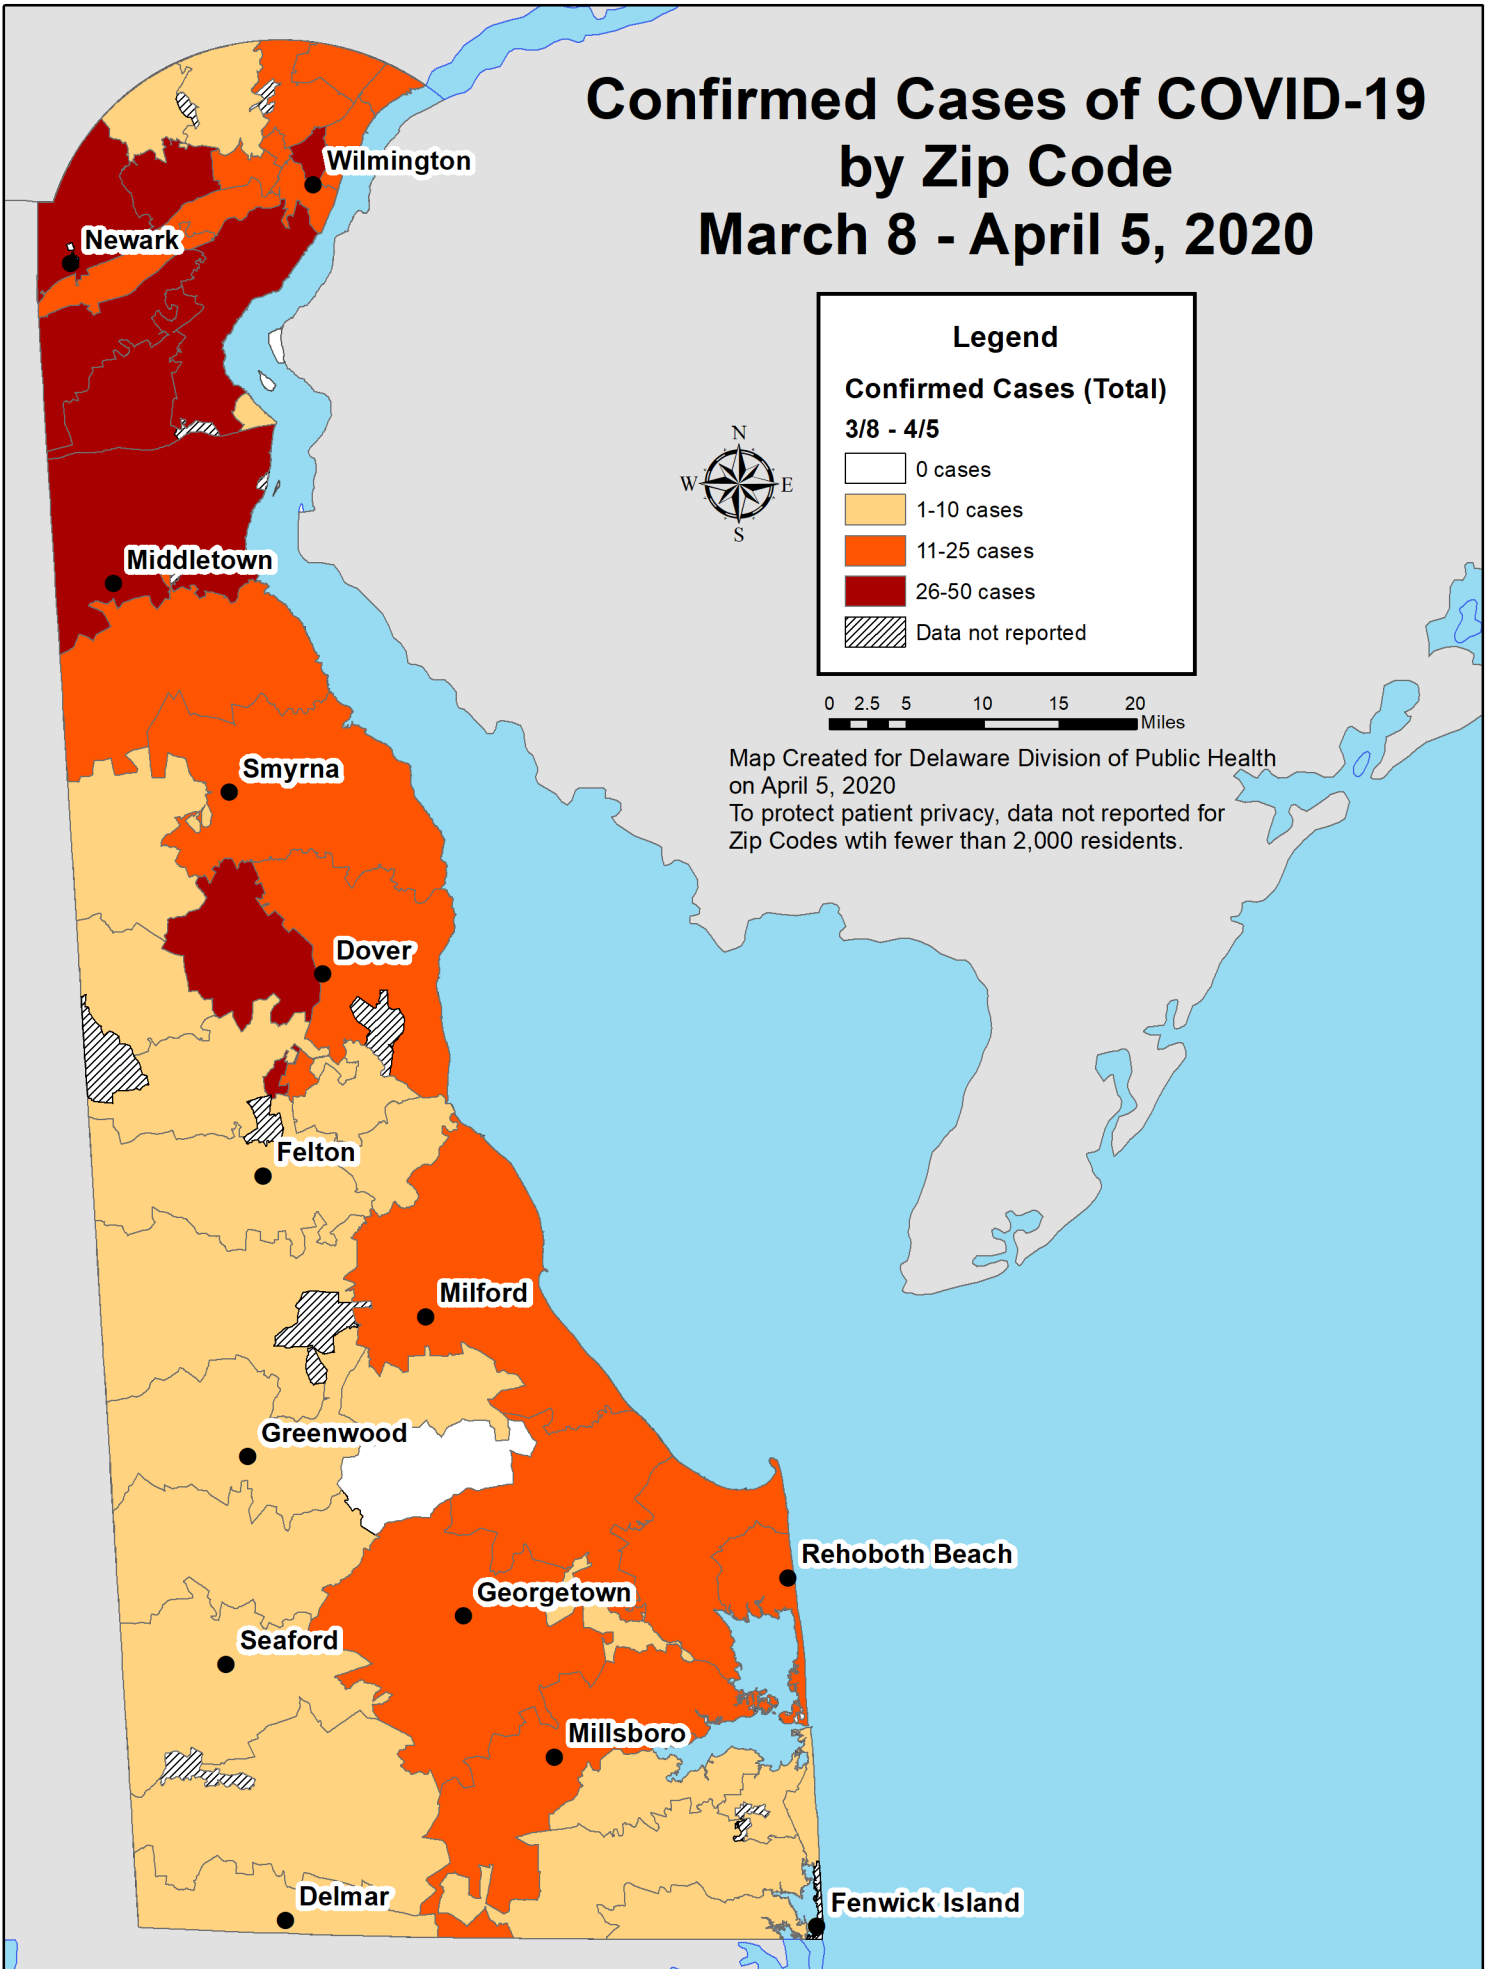 Confirmed Cases of COVID-19
by Zip Code
March 8 - April 5, 2020
Legend
Confirmed Cases (Total)
3/8 - 4/5
0 cases
1-10 cases
11-25 cases
26-50 cases
Data not reported
N
W E
S
0 2.5 5 10 15 20
Miles
Map Created for Delaware Division of Public Health
on April 5, 2020
To protect patient privacy, data not reported for
Zip Codes wtih fewer than 2,000 residents.
Wilmington
Newark
Middletown
Smyrna
Dover
Felton
Milford
Greenwood
Rehoboth Beach
Georgetown
Seaford
Millsboro
Delmar
Fenwick Island